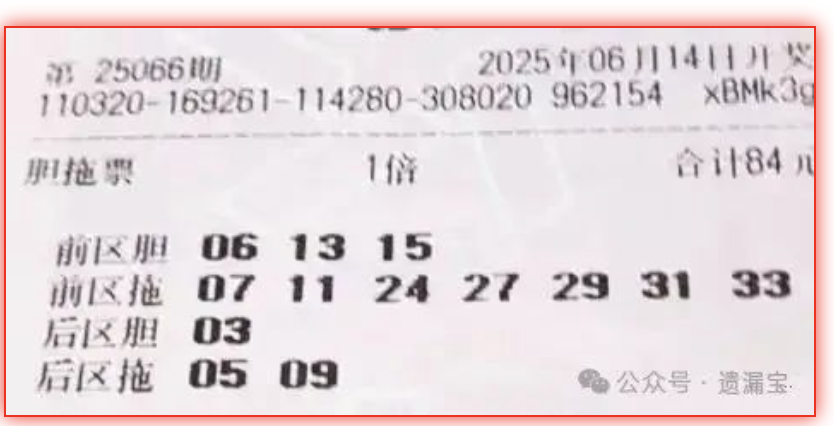 第 25066期
2025年06月14日开奖
110320-169261-114280-308020 962154 xBMk3g
胆拖票 1倍 合计84元
前区胆 06 13 15
前区拖 07 11 24 27 29 31 33
后区胆 03
后区拖 05 09
公众号·遗漏宝